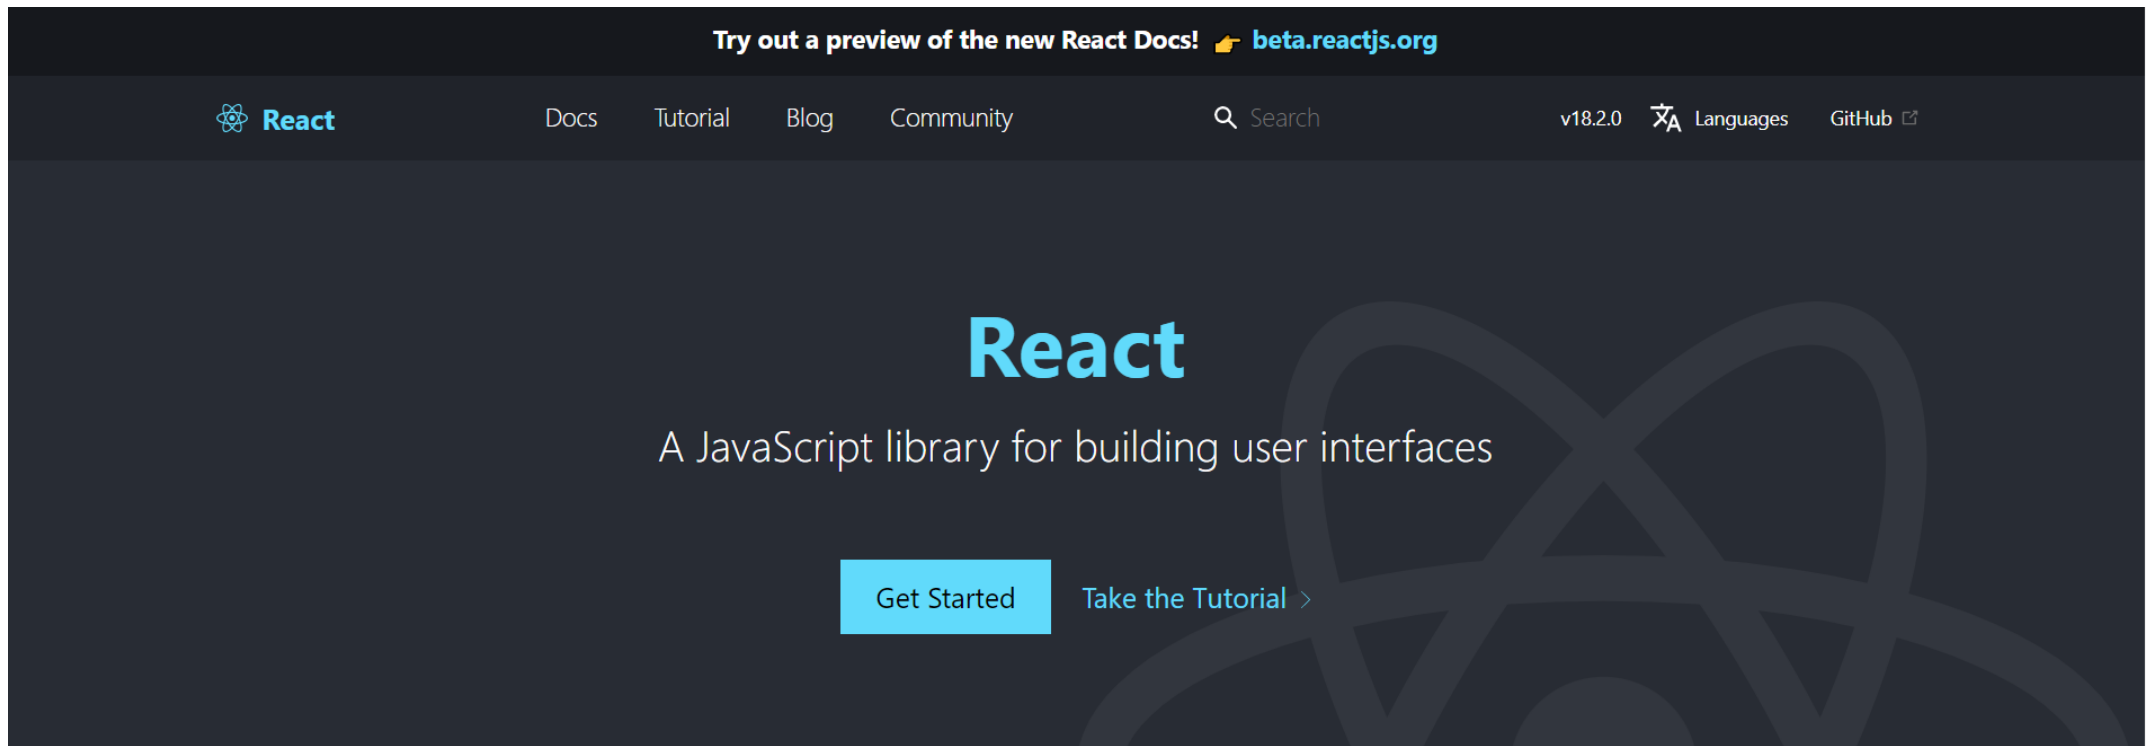 Try out a preview of the new React Docs! 👉 beta.reactjs.org
React Docs Tutorial Blog Community Search v18.2.0 Languages GitHub
React
A JavaScript library for building user interfaces
Get Started Take the Tutorial >